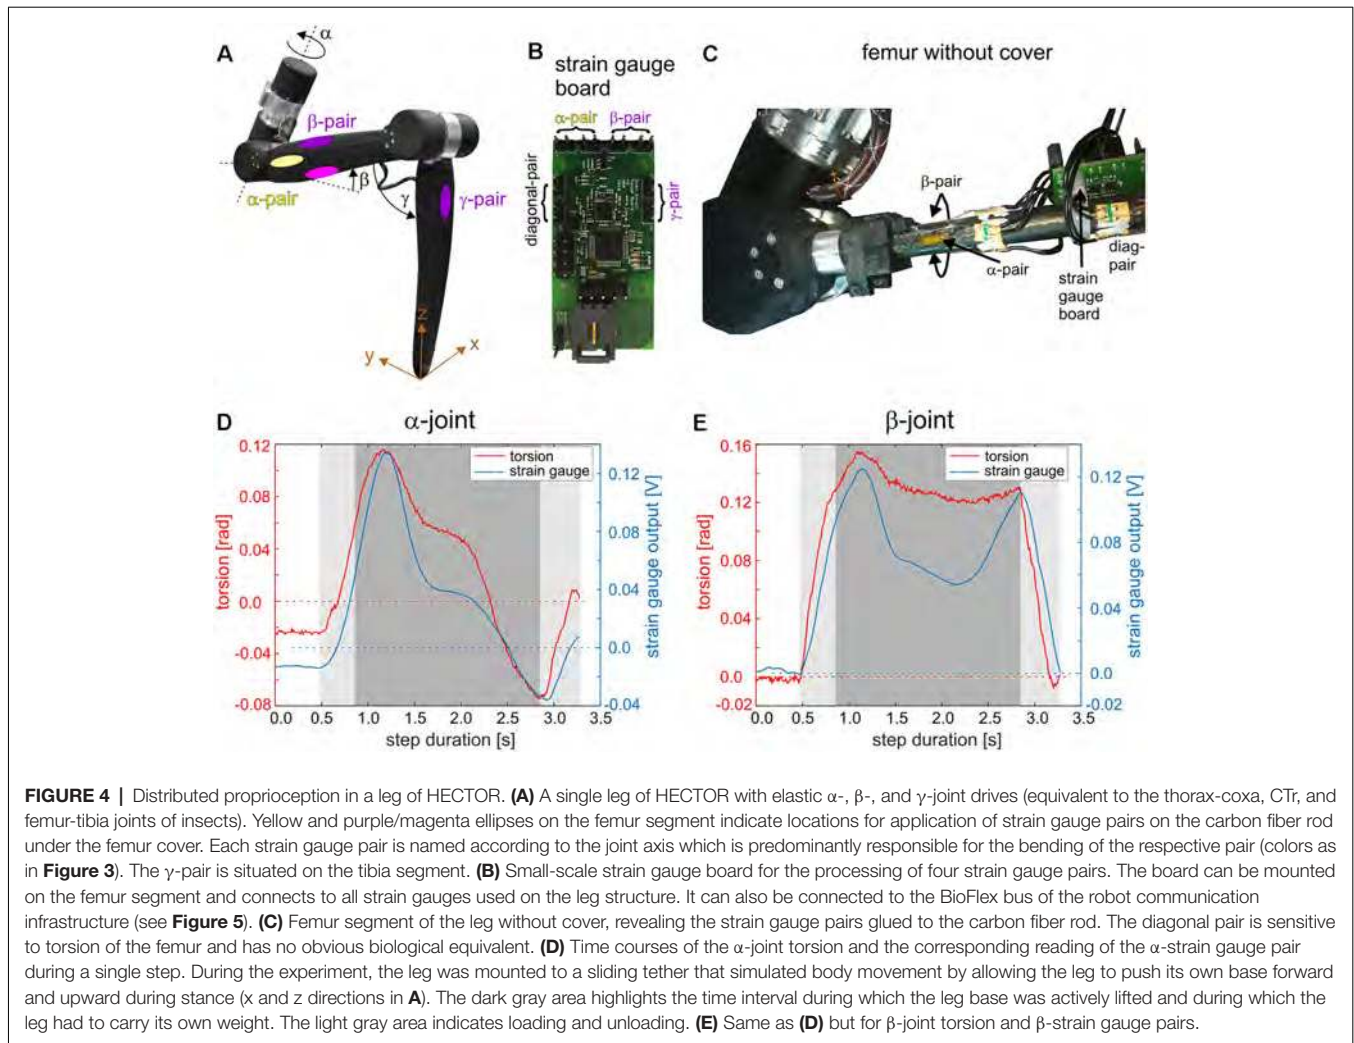 A
α
β-pair
α-pair
β
γ
γ-pair
z
y
x
B
strain gauge
board
α-pair β-pair
diagonal-pair
γ-pair
C
femur without cover
β-pair
α-pair
diag-
pair
strain
gauge
board
D
α-joint
torsion
strain gauge
0.12
0.08
0.04
0.0
-0.04
-0.08
torsion [rad]
0.12
0.08
0.04
0.0
-0.04
strain gauge output [V]
0.0 0.5 1.0 1.5 2.0 2.5 3.0 3.5
step duration [s]
E
β-joint
torsion
strain gauge
0.16
0.12
0.08
0.04
0.0
-0.02
torsion [rad]
0.12
0.08
0.04
0.0
-0.02
strain gauge output [V]
0.0 0.5 1.0 1.5 2.0 2.5 3.0 3.5
step duration [s]
FIGURE 4 | Distributed proprioception in a leg of HECTOR. (A) A single leg of HECTOR with elastic α-, β-, and γ-joint drives (equivalent to the thorax-coxa, CTr, and
femur-tibia joints of insects). Yellow and purple/magenta ellipses on the femur segment indicate locations for application of strain gauge pairs on the carbon fiber rod
under the femur cover. Each strain gauge pair is named according to the joint axis which is predominantly responsible for the bending of the respective pair (colors as
in Figure 3). The γ-pair is situated on the tibia segment. (B) Small-scale strain gauge board for the processing of four strain gauge pairs. The board can be mounted
on the femur segment and connects to all strain gauges used on the leg structure. It can also be connected to the BioFlex bus of the robot communication
infrastructure (see Figure 5). (C) Femur segment of the leg without cover, revealing the strain gauge pairs glued to the carbon fiber rod. The diagonal pair is sensitive
to torsion of the femur and has no obvious biological equivalent. (D) Time courses of the α-joint torsion and the corresponding reading of the α-strain gauge pair
during a single step. During the experiment, the leg was mounted to a sliding tether that simulated body movement by allowing the leg to push its own base forward
and upward during stance (x and z directions in A). The dark gray area highlights the time interval during which the leg base was actively lifted and during which the
leg had to carry its own weight. The light gray area indicates loading and unloading. (E) Same as (D) but for β-joint torsion and β-strain gauge pairs.